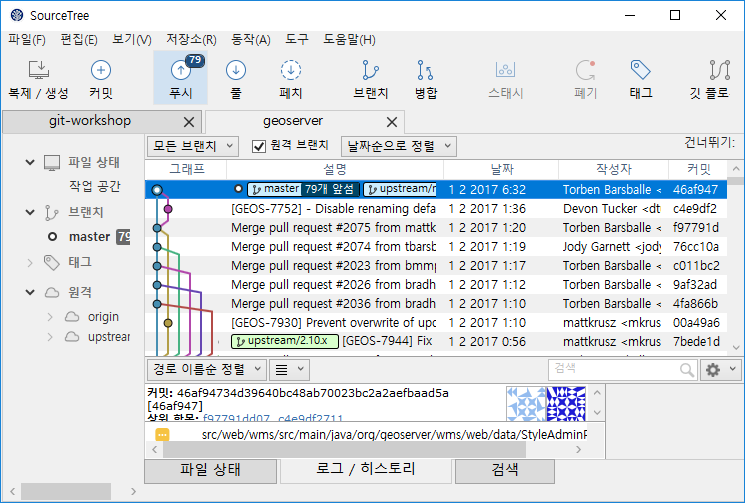 SourceTree
파일(F) 편집(E) 보기(V) 저장소(R) 동작(A) 도구 도움말(H)
79
복제 / 생성 커밋 푸시 풀 페치 브랜치 병합 스태시 폐기 태그 깃 플로
git-workshop geoserver
모든 브랜치 원격 브랜치 날짜순으로 정렬 건너뛰기:
그래프 설명 날짜 작성자 커밋
파일 상태
작업 공간
브랜치
master 79
태그
원격
origin
upstrean
master 79개 앞섬 upstream/n 1 2 2017 6:32 Torben Barsballe < 46af947
[GEOS-7752] - Disable renaming defa 1 2 2017 1:36 Devon Tucker <dt c4e9df2
Merge pull request #2075 from mattk 1 2 2017 1:20 Torben Barsballe < f97791d
Merge pull request #2074 from tbarsb 1 2 2017 1:19 Jody Garnett <jody 76cc10a
Merge pull request #2023 from bmmp 1 2 2017 1:17 Torben Barsballe < c011bc2
Merge pull request #2026 from bradh 1 2 2017 1:12 Torben Barsballe < 9af32ad
Merge pull request #2036 from bradh 1 2 2017 1:10 Torben Barsballe < 4fa866b
[GEOS-7930] Prevent overwrite of upd 1 2 2017 1:10 mattkrusz <mkrus 00a49a6
upstream/2.10.x [GEOS-7944] Fix 1 2 2017 0:56 mattkrusz <mkrus 7bede1d
경로 이름순 정렬 검색
커밋: 46af94734d39640bc48ab70023bc2a2aefbaad5a
[46af947]
상위 항목: f97791dd07, c4e9df2711
src/web/wms/src/main/java/org/geoserver/wms/web/data/StyleAdminP
파일 상태 로그 / 히스토리 검색